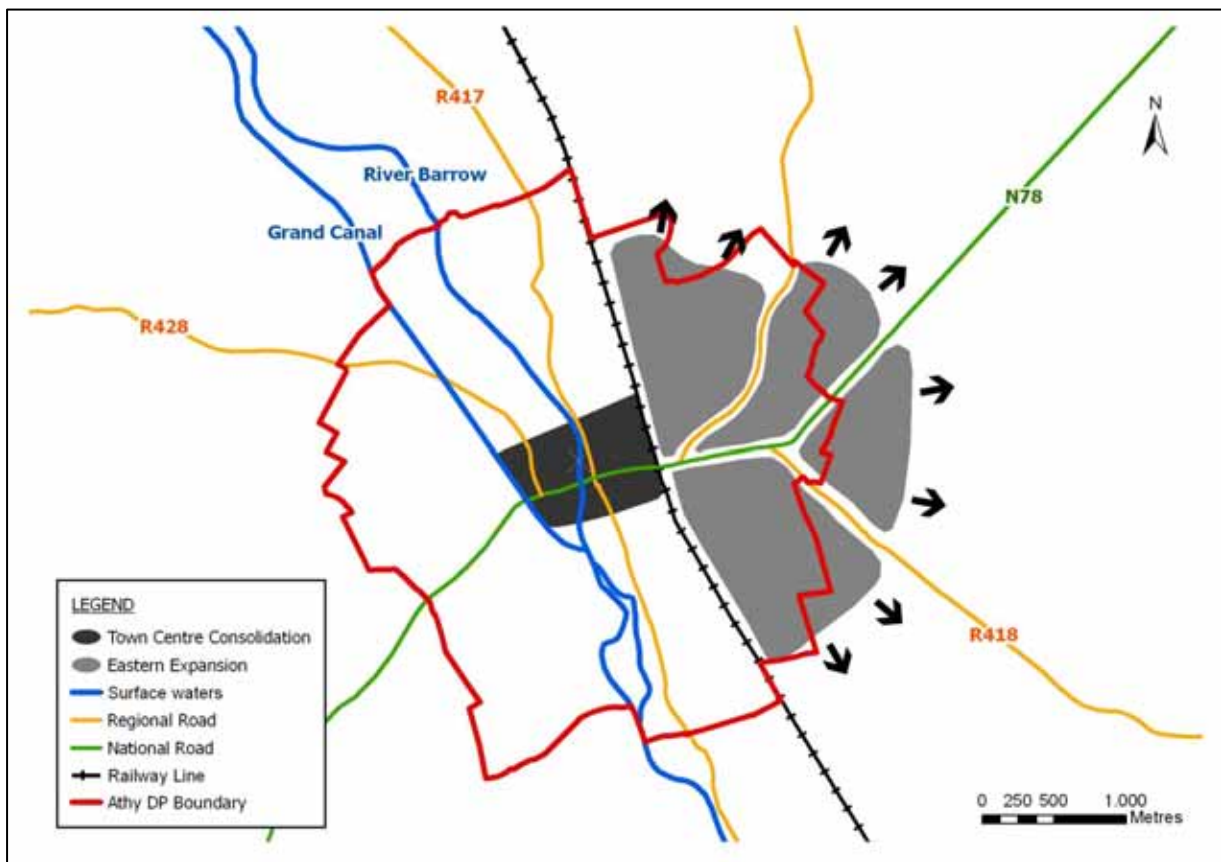 R417
N
River Barrow
N78
Grand Canal
R428
R418
LEGEND
Town Centre Consolidation
Eastern Expansion
Surface waters
Regional Road
National Road
Railway Line
Athy DP Boundary
0 250 500 1.000
Metres